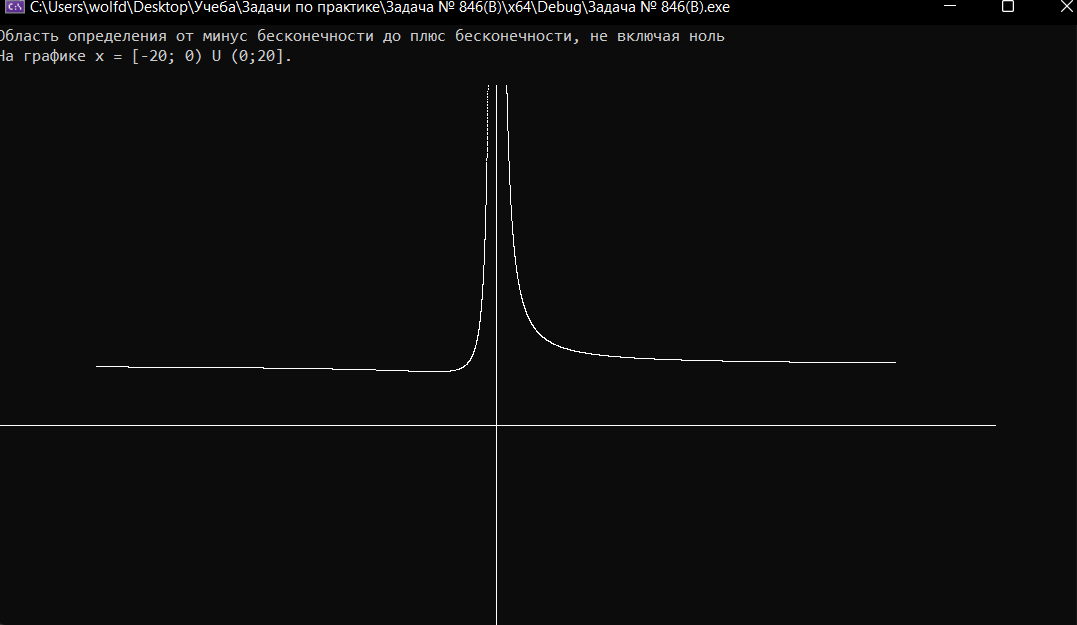 C:\Users\wolfd\Desktop\Учеба\Задачи по практике\Задача № 846(В)\x64\Debug\Задача № 846(В).exe
Область определения от минус бесконечности до плюс бесконечности, не включая ноль
На графике x = [-20; 0) U (0;20].